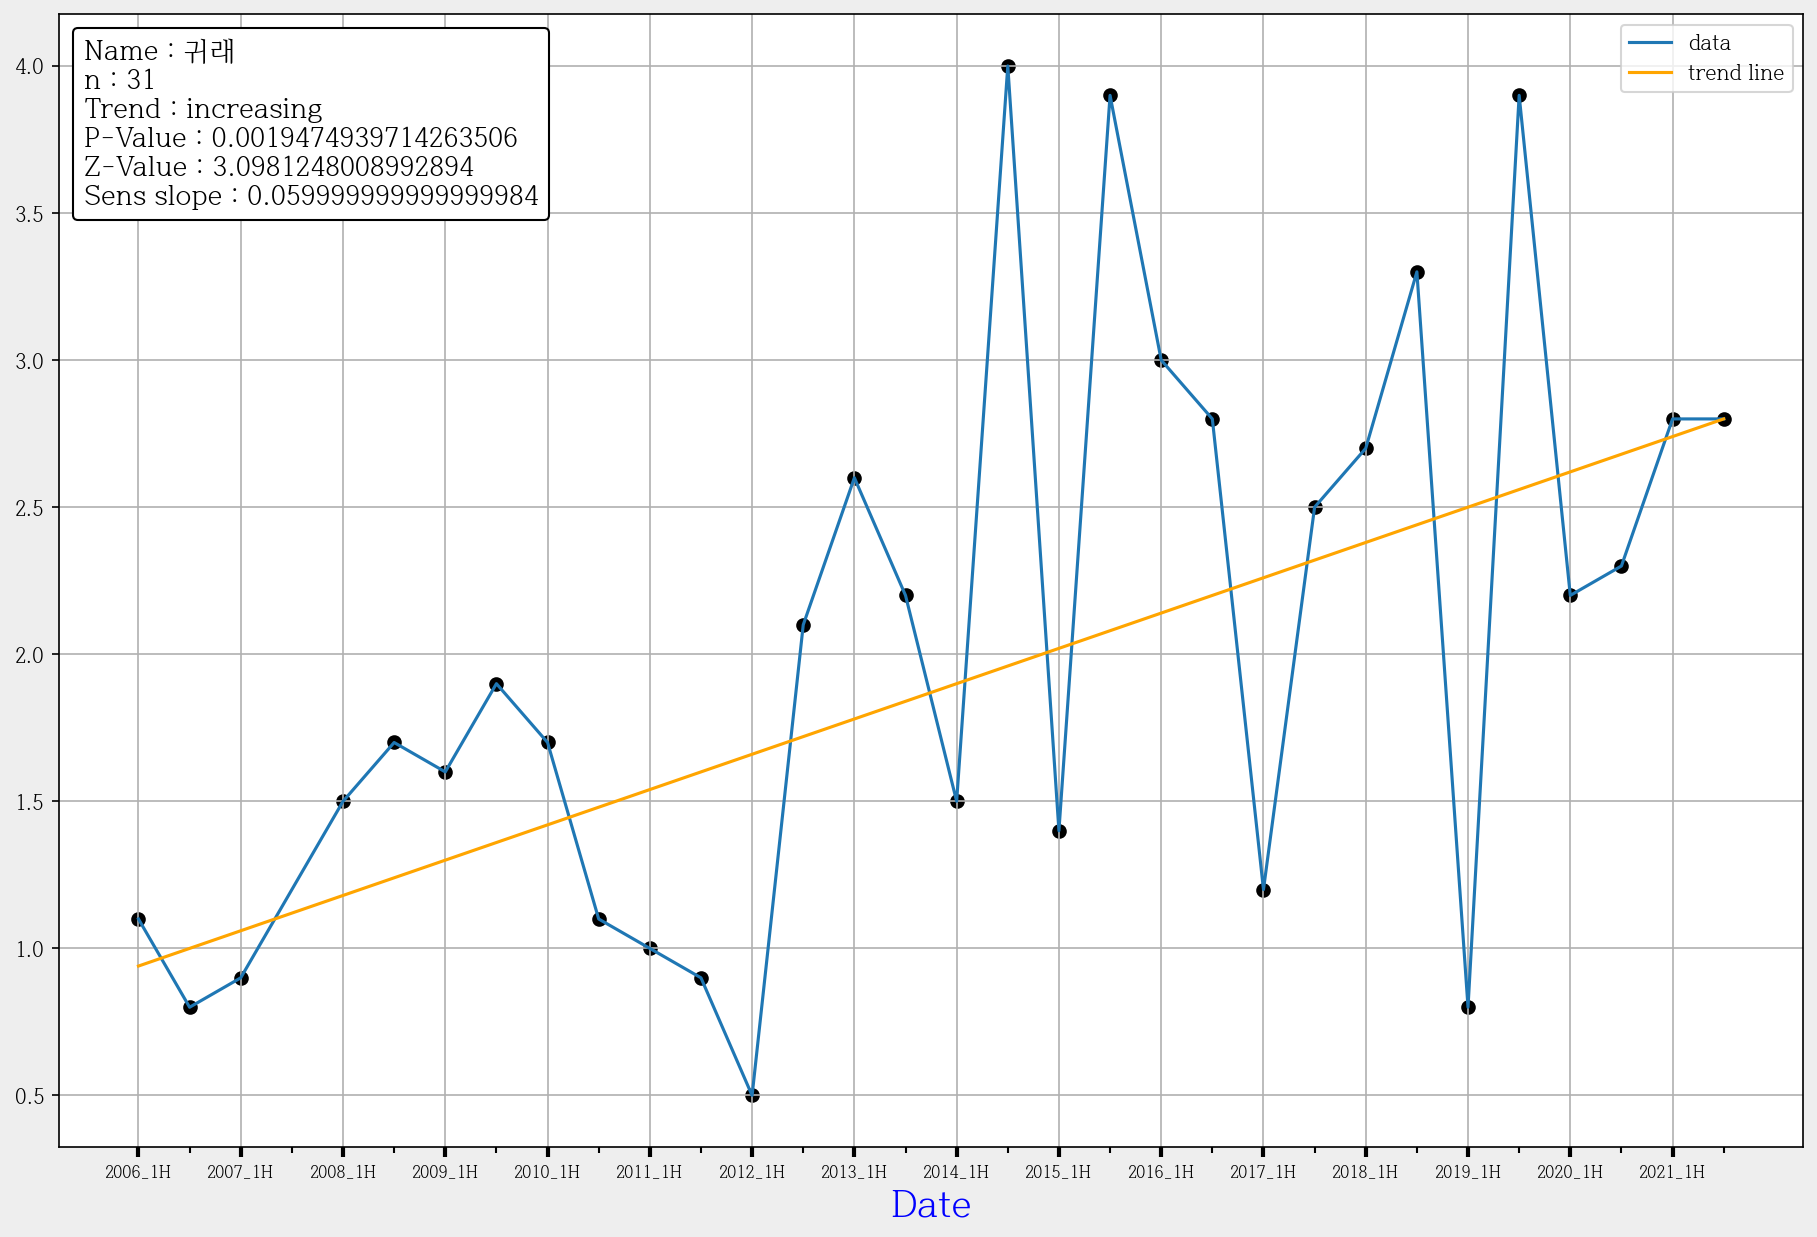 Name : 귀래
n : 31
Trend : increasing
P-Value : 0.0019474939714263506
Z-Value : 3.0981248008992894
Sens slope : 0.059999999999999984
data
trend line
4.0
3.5
3.0
2.5
2.0
1.5
1.0
0.5
2006_1H 2007_1H 2008_1H 2009_1H 2010_1H 2011_1H 2012_1H 2013_1H 2014_1H 2015_1H 2016_1H 2017_1H 2018_1H 2019_1H 2020_1H 2021_1H
Date